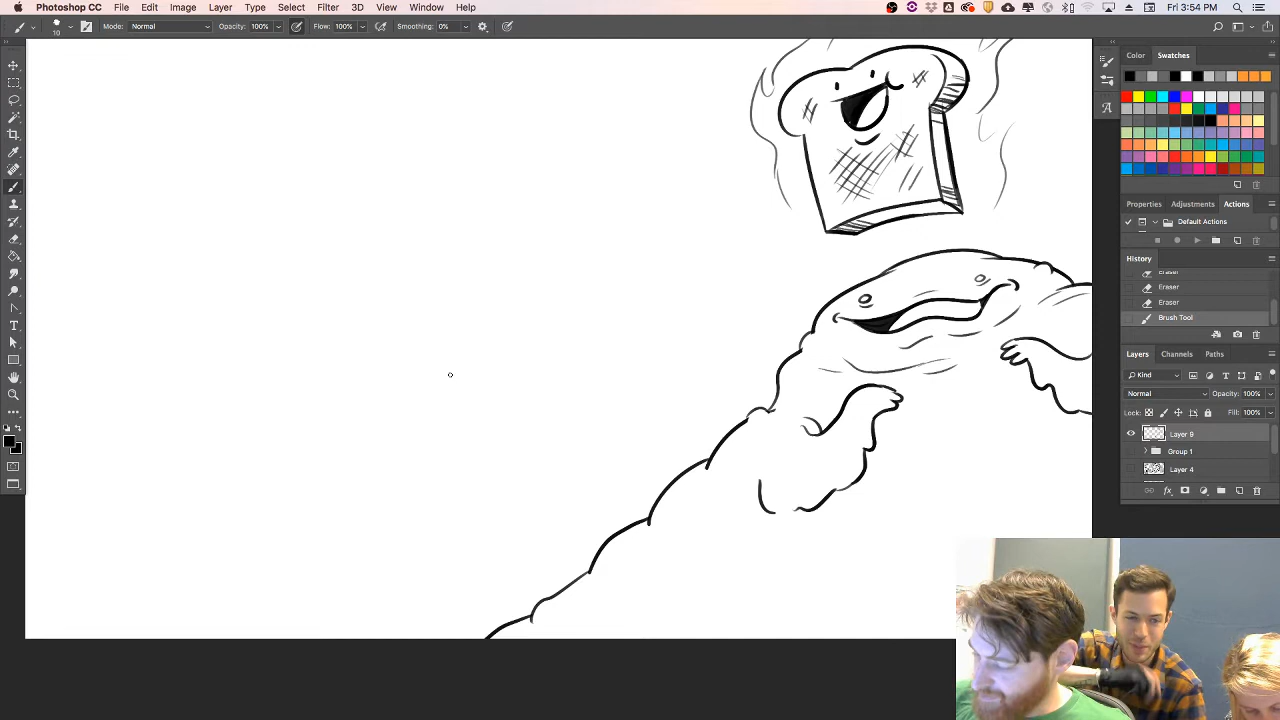 Photoshop CC File Edit Image Layer Type Select Filter 3D View Window Help Fri 3:54 PM
10 Mode: Normal Opacity: 100% Flow: 100% Smoothing: 0%
Color Swatches
Properties Adjustments Actions
Default Actions
History
Eraser
Eraser
Eraser
Brush Tool
Layers Channels Paths
Kind
Normal Opacity: 100%
Lock: Fill: 100%
Layer 9
Group 1
Layer 4